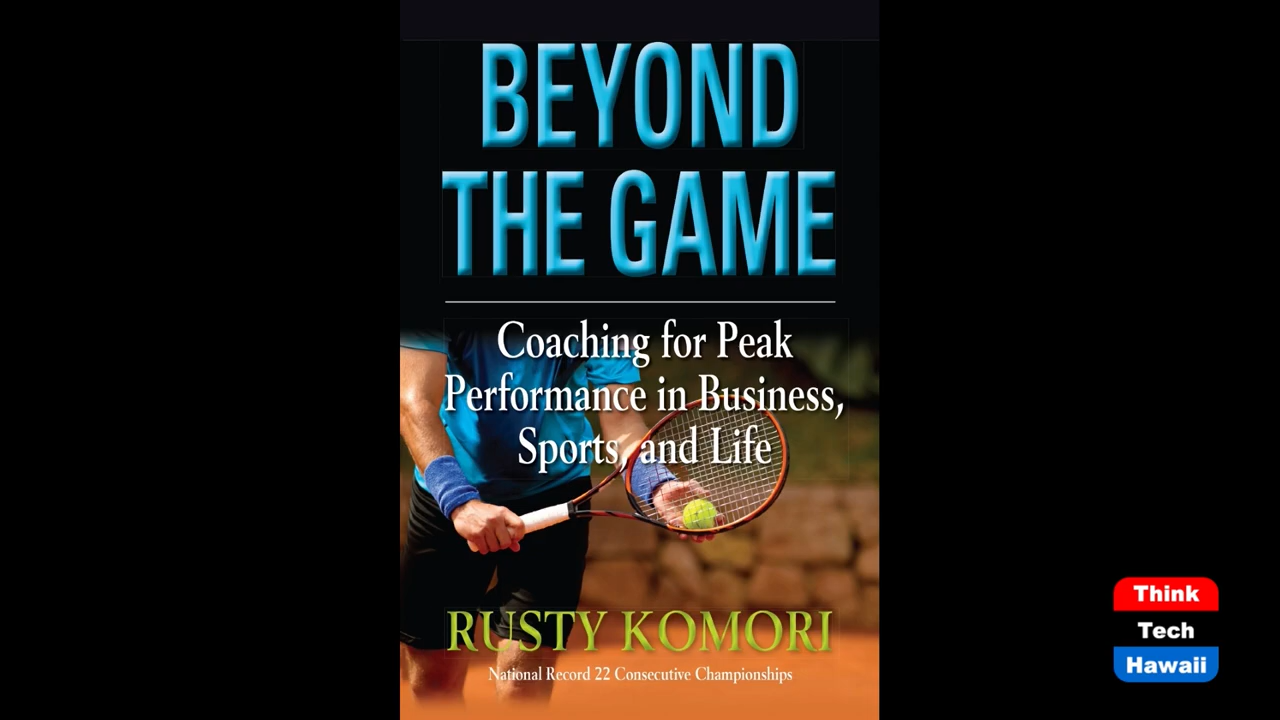 BEYOND
THE GAME
Coaching for Peak
Performance in Business,
Sports, and Life
RUSTY KOMORI
National Record 22 Consecutive Championships
Think
Tech
Hawaii